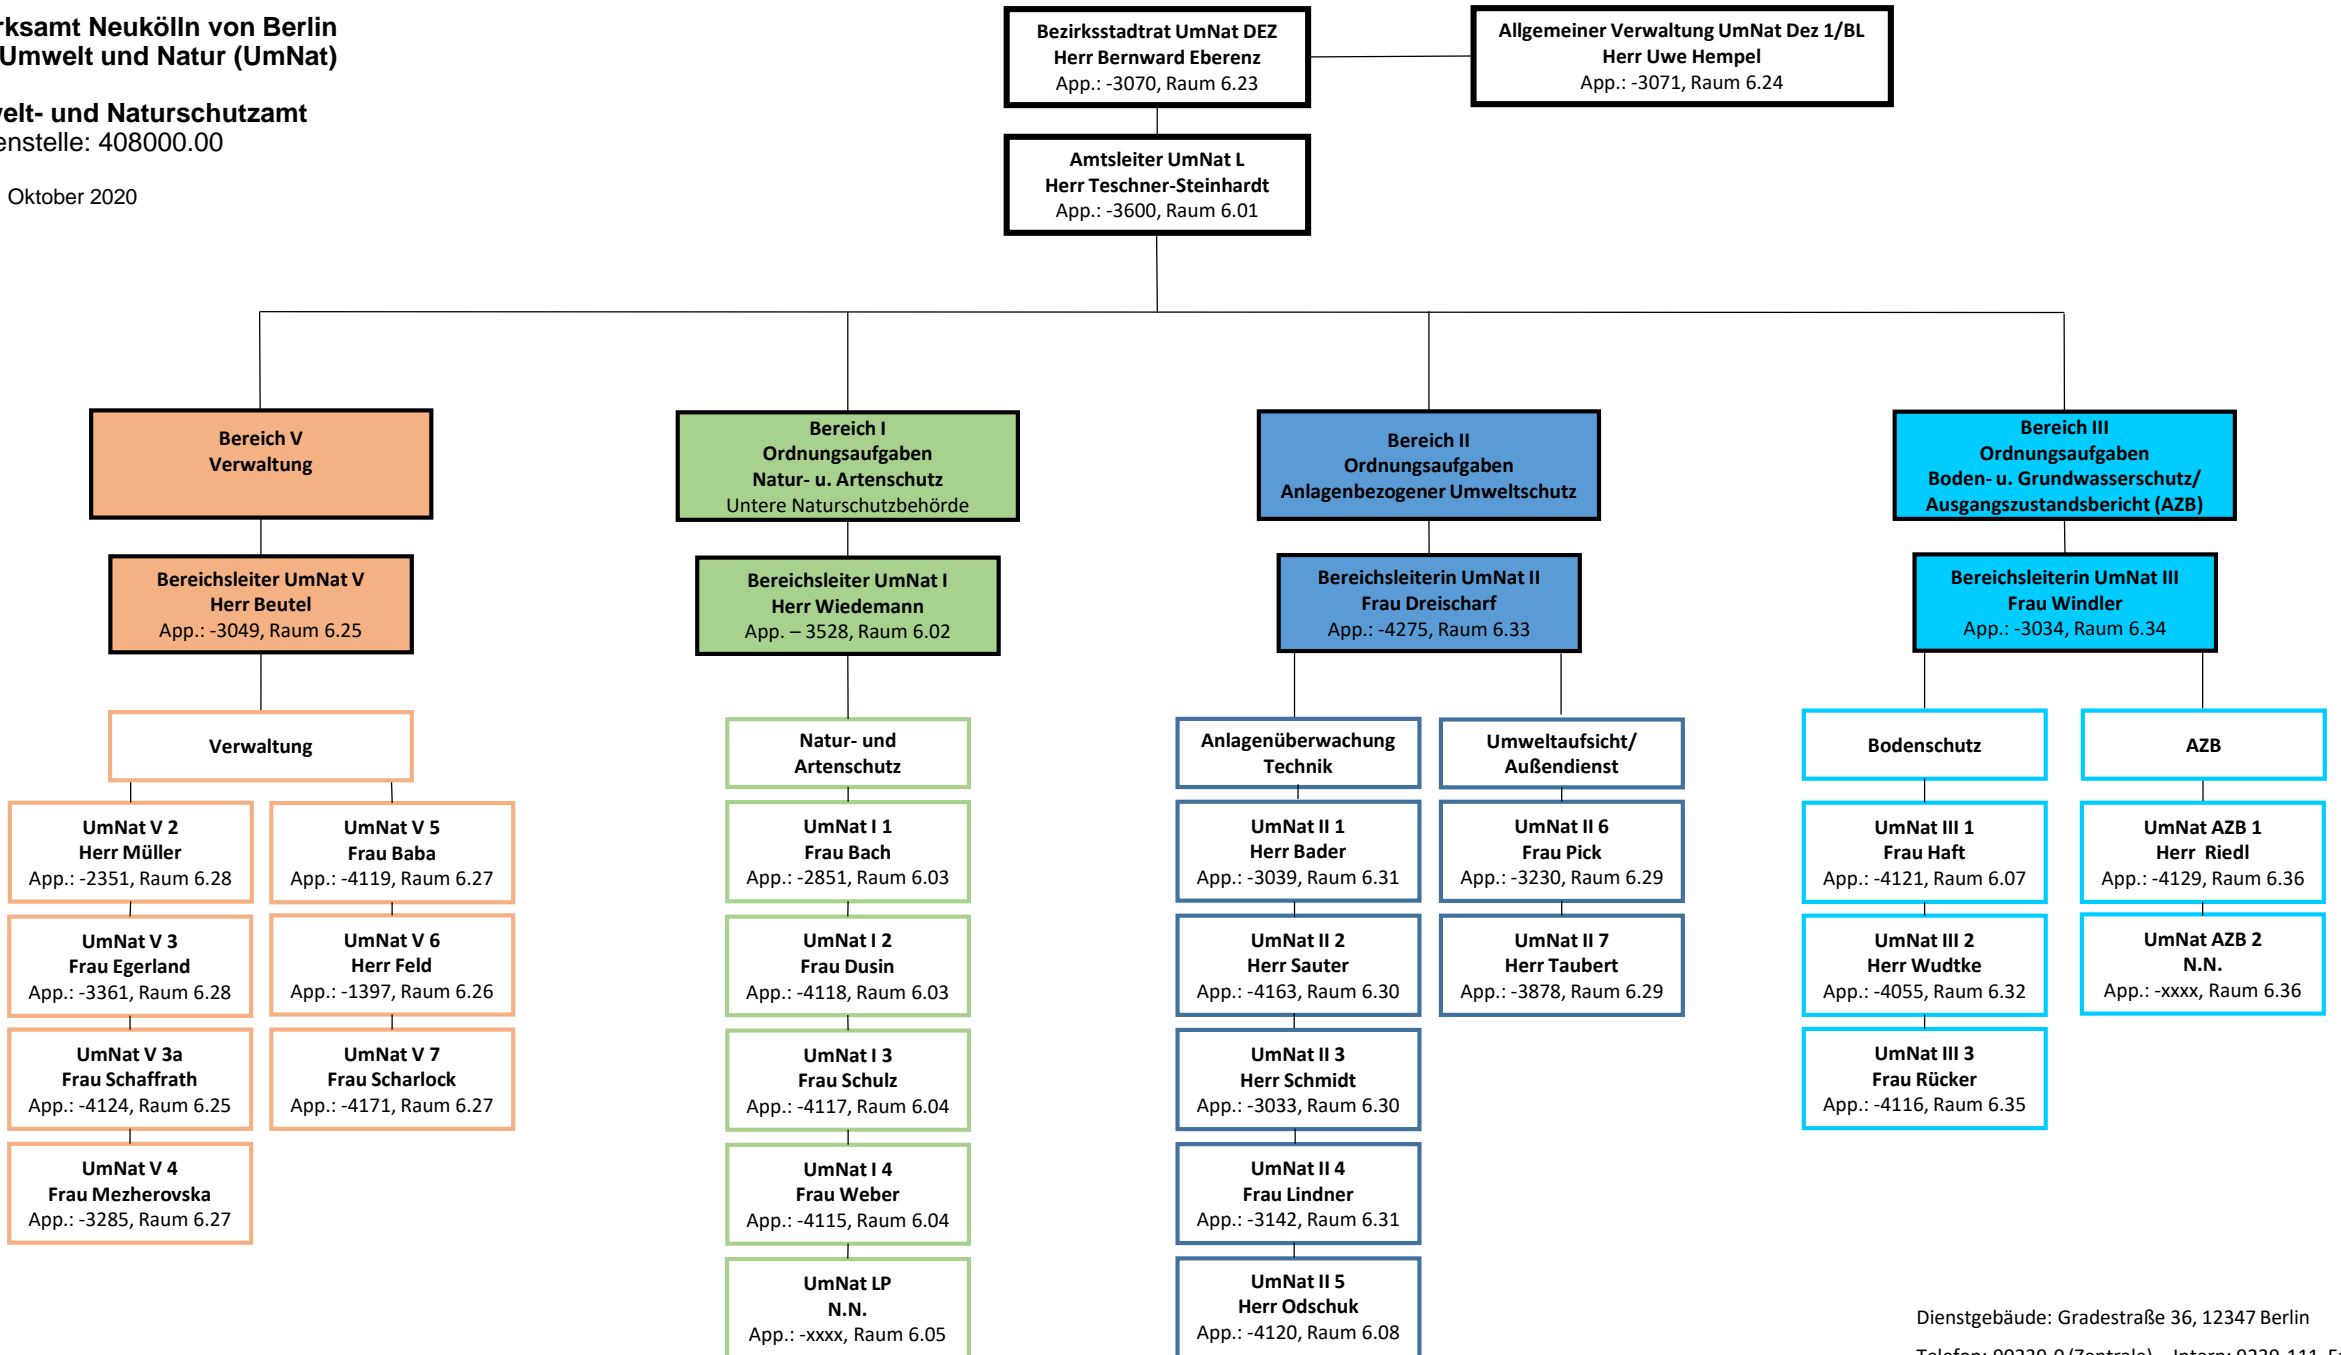 rksamt Neukölln von Berlin
Umwelt und Natur (UmNat)
elt- und Naturschutzamt
enstelle: 408000.00
Oktober 2020
Bezirksstadtrat UmNat DEZ
Herr Bernward Eberenz
App.: -3070, Raum 6.23
Allgemeiner Verwaltung UmNat Dez 1/BL
Herr Uwe Hempel
App.: -3071, Raum 6.24
Amtsleiter UmNat L
Herr Teschner-Steinhardt
App.: -3600, Raum 6.01
Bereich V
Verwaltung
Bereichsleiter UmNat V
Herr Beutel
App.: -3049, Raum 6.25
Verwaltung
UmNat V 2
Herr Müller
App.: -2351, Raum 6.28
UmNat V 3
Frau Egerland
App.: -3361, Raum 6.28
UmNat V 3a
Frau Schaffrath
App.: -4124, Raum 6.25
UmNat V 4
Frau Mezherovska
App.: -3285, Raum 6.27
UmNat V 5
Frau Baba
App.: -4119, Raum 6.27
UmNat V 6
Herr Feld
App.: -1397, Raum 6.26
UmNat V 7
Frau Scharlock
App.: -4171, Raum 6.27
Bereich I
Ordnungsaufgaben
Natur- u. Artenschutz
Untere Naturschutzbehörde
Bereichsleiter UmNat I
Herr Wiedemann
App. – 3528, Raum 6.02
Natur- und
Artenschutz
UmNat I 1
Frau Bach
App.: -2851, Raum 6.03
UmNat I 2
Frau Dusin
App.: -4118, Raum 6.03
UmNat I 3
Frau Schulz
App.: -4117, Raum 6.04
UmNat I 4
Frau Weber
App.: -4115, Raum 6.04
UmNat LP
N.N.
App.: -xxxx, Raum 6.05
Bereich II
Ordnungsaufgaben
Anlagenbezogener Umweltschutz
Bereichsleiterin UmNat II
Frau Dreischarf
App.: -4275, Raum 6.33
Anlagenüberwachung
Technik
UmNat II 1
Herr Bader
App.: -3039, Raum 6.31
UmNat II 2
Herr Sauter
App.: -4163, Raum 6.30
UmNat II 3
Herr Schmidt
App.: -3033, Raum 6.30
UmNat II 4
Frau Lindner
App.: -3142, Raum 6.31
UmNat II 5
Herr Odschuk
App.: -4120, Raum 6.08
Umweltaufsicht/
Außendienst
UmNat II 6
Frau Pick
App.: -3230, Raum 6.29
UmNat II 7
Herr Taubert
App.: -3878, Raum 6.29
Bereich III
Ordnungsaufgaben
Boden- u. Grundwasserschutz/
Ausgangszustandsbericht (AZB)
Bereichsleiterin UmNat III
Frau Windler
App.: -3034, Raum 6.34
Bodenschutz
UmNat III 1
Frau Haft
App.: -4121, Raum 6.07
UmNat III 2
Herr Wudtke
App.: -4055, Raum 6.32
UmNat III 3
Frau Rücker
App.: -4116, Raum 6.35
AZB
UmNat AZB 1
Herr Riedl
App.: -4129, Raum 6.36
UmNat AZB 2
N.N.
App.: -xxxx, Raum 6.36
Dienstgebäude: Gradestraße 36, 12347 Berlin
Telefon: 90239-0 (Zentrale) Intern: 9239-111